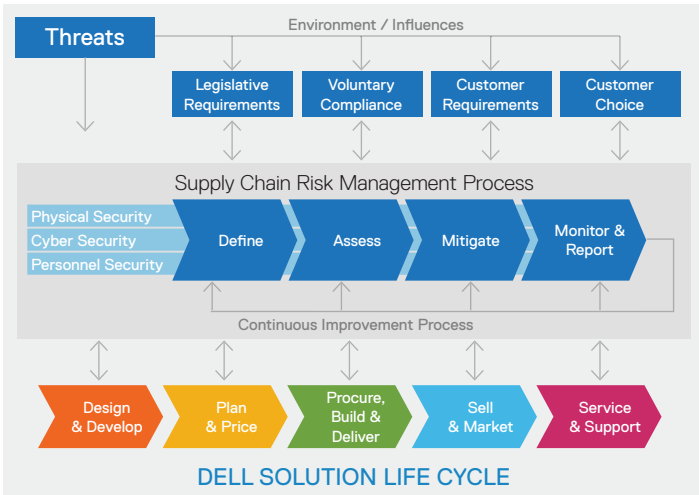 Threats
Environment / Influences
Legislative
Requirements
Voluntary
Compliance
Customer
Requirements
Customer
Choice
Supply Chain Risk Management Process
Physical Security
Cyber Security
Personnel Security
Define
Assess
Mitigate
Monitor &
Report
Continuous Improvement Process
Design
& Develop
Plan
& Price
Procure,
Build &
Deliver
Sell
& Market
Service
& Support
DELL SOLUTION LIFE CYCLE